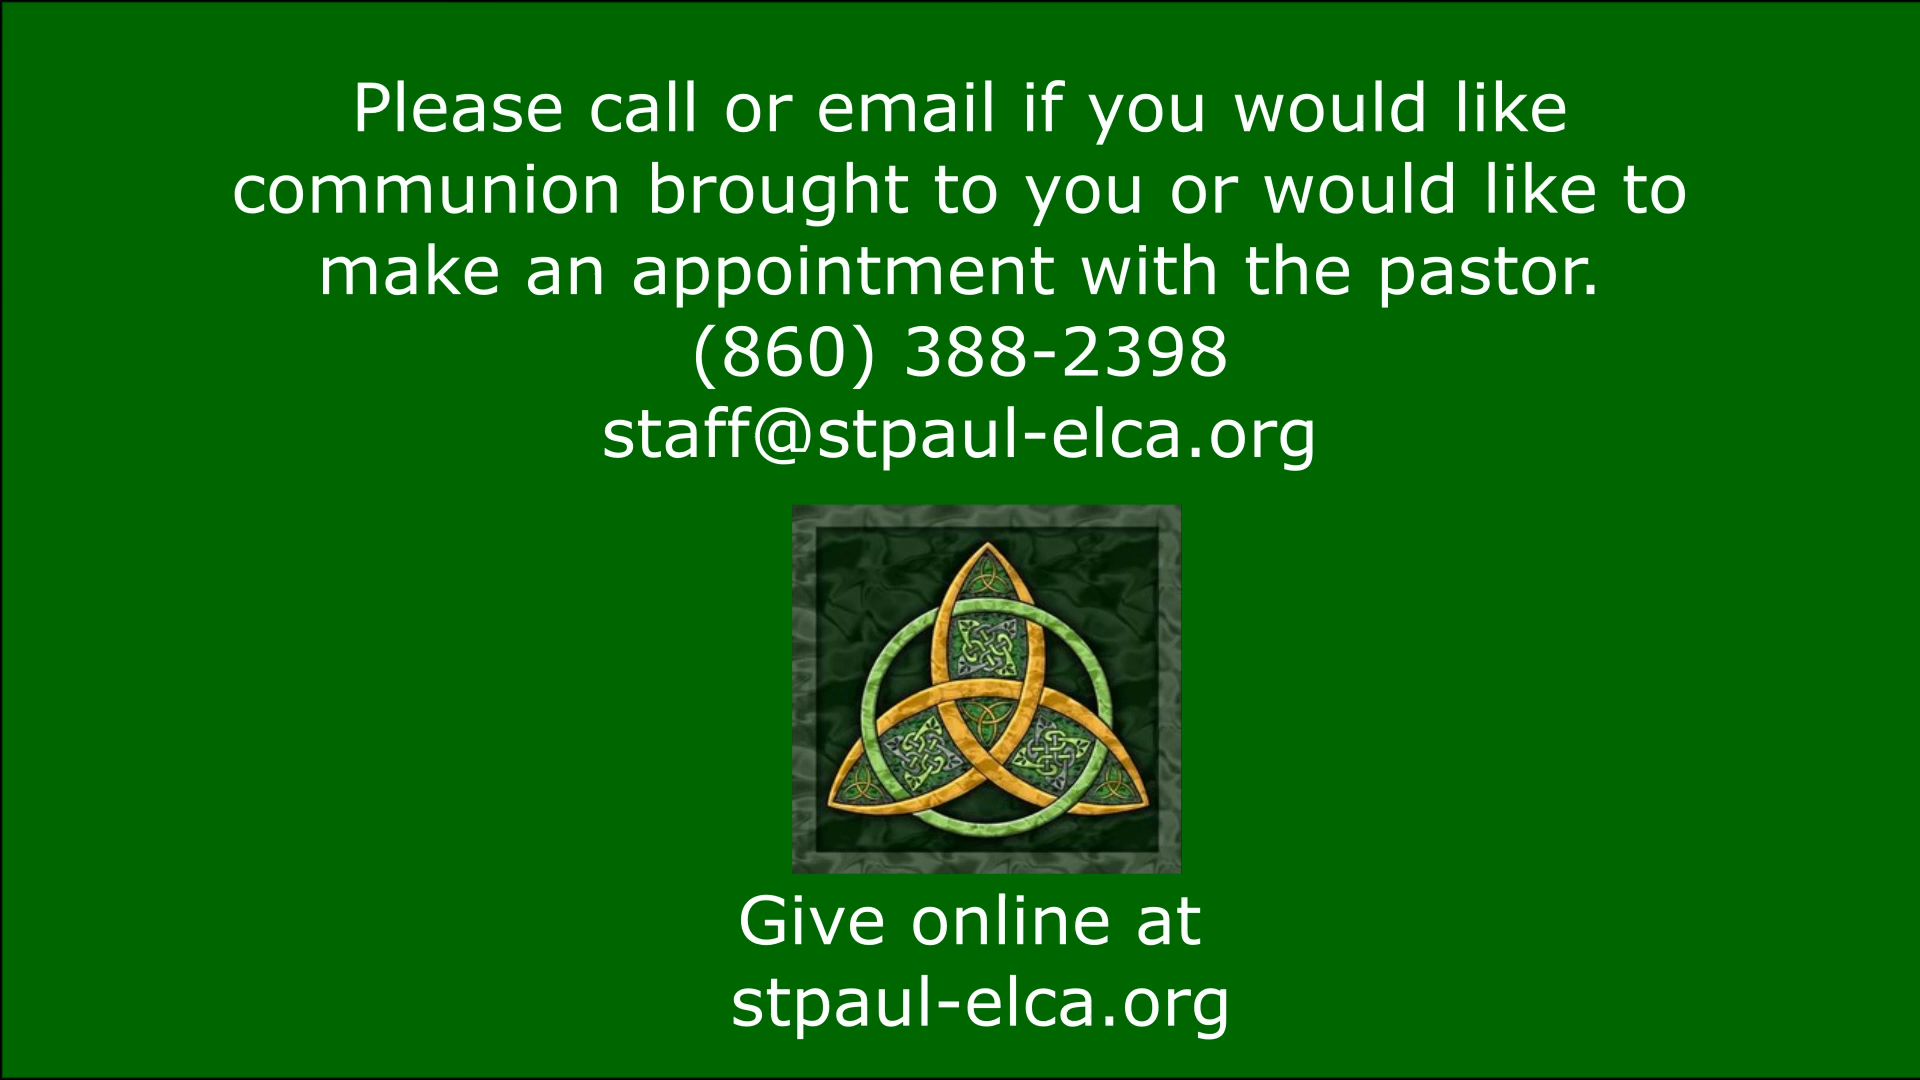 Please call or email if you would like
communion brought to you or would like to
make an appointment with the pastor.
(860) 388-2398
staff@stpaul-elca.org
Give online at
stpaul-elca.org